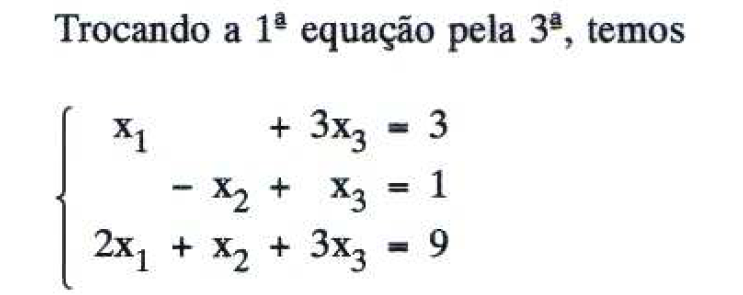 Trocando a 1ª equação pela 3ª, temos
x₁ + 3x₃ = 3
- x₂ + x₃ = 1
2x₁ + x₂ + 3x₃ = 9